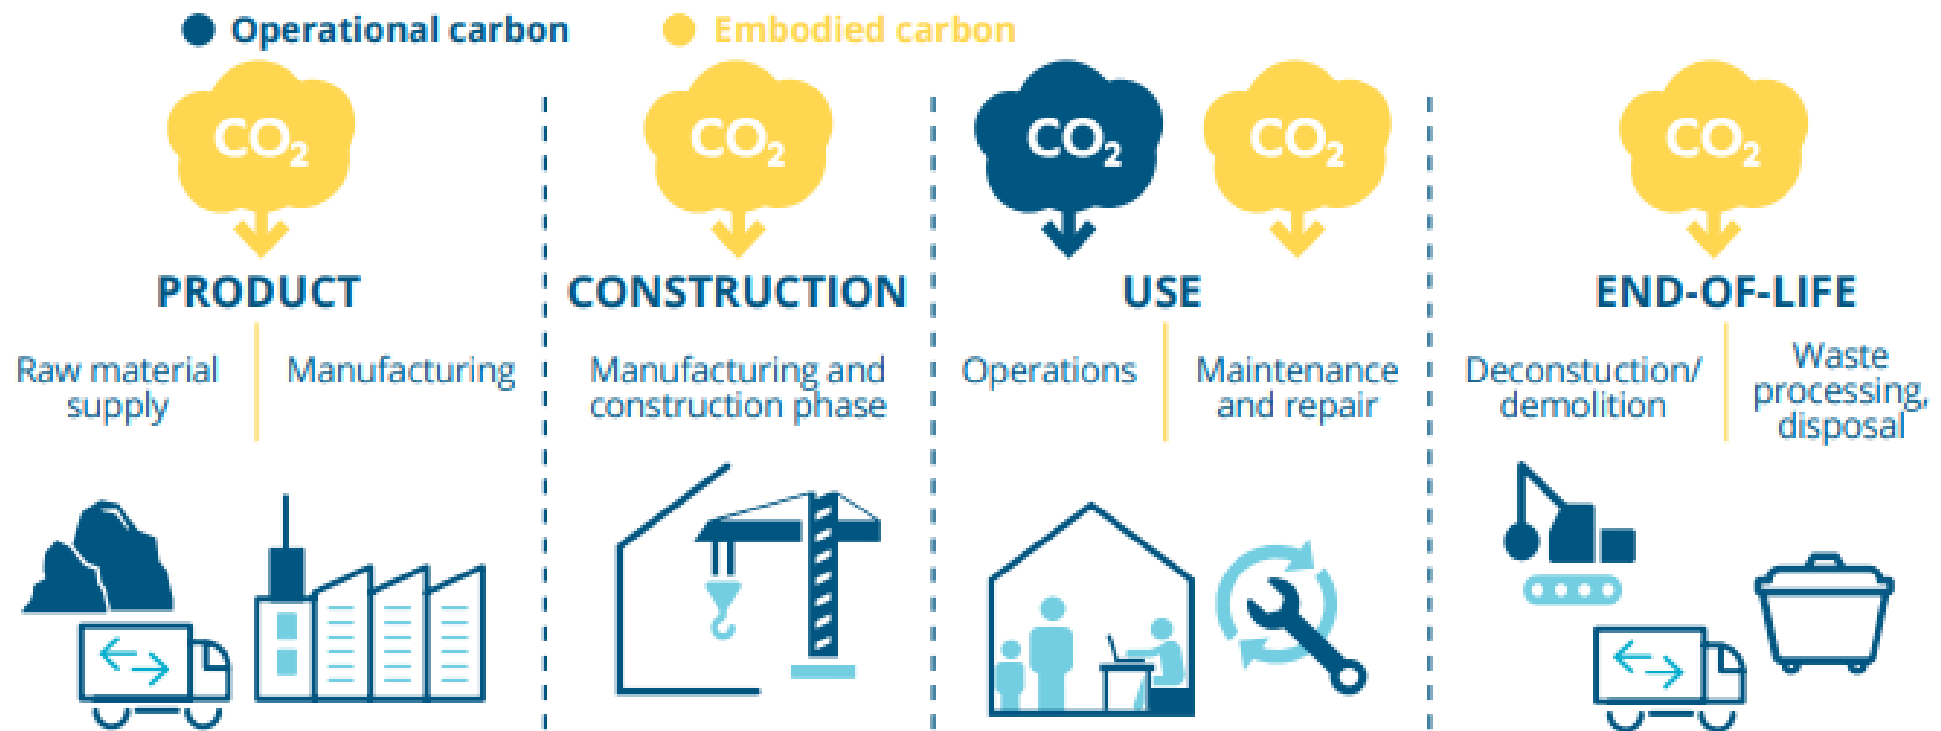 Operational carbon
Embodied carbon
CO₂
CO₂
CO₂
CO₂
CO₂
PRODUCT
CONSTRUCTION
USE
END-OF-LIFE
Raw material
supply
Manufacturing
Manufacturing and
construction phase
Operations
Maintenance
and repair
Deconstuction/
demolition
Waste
processing,
disposal